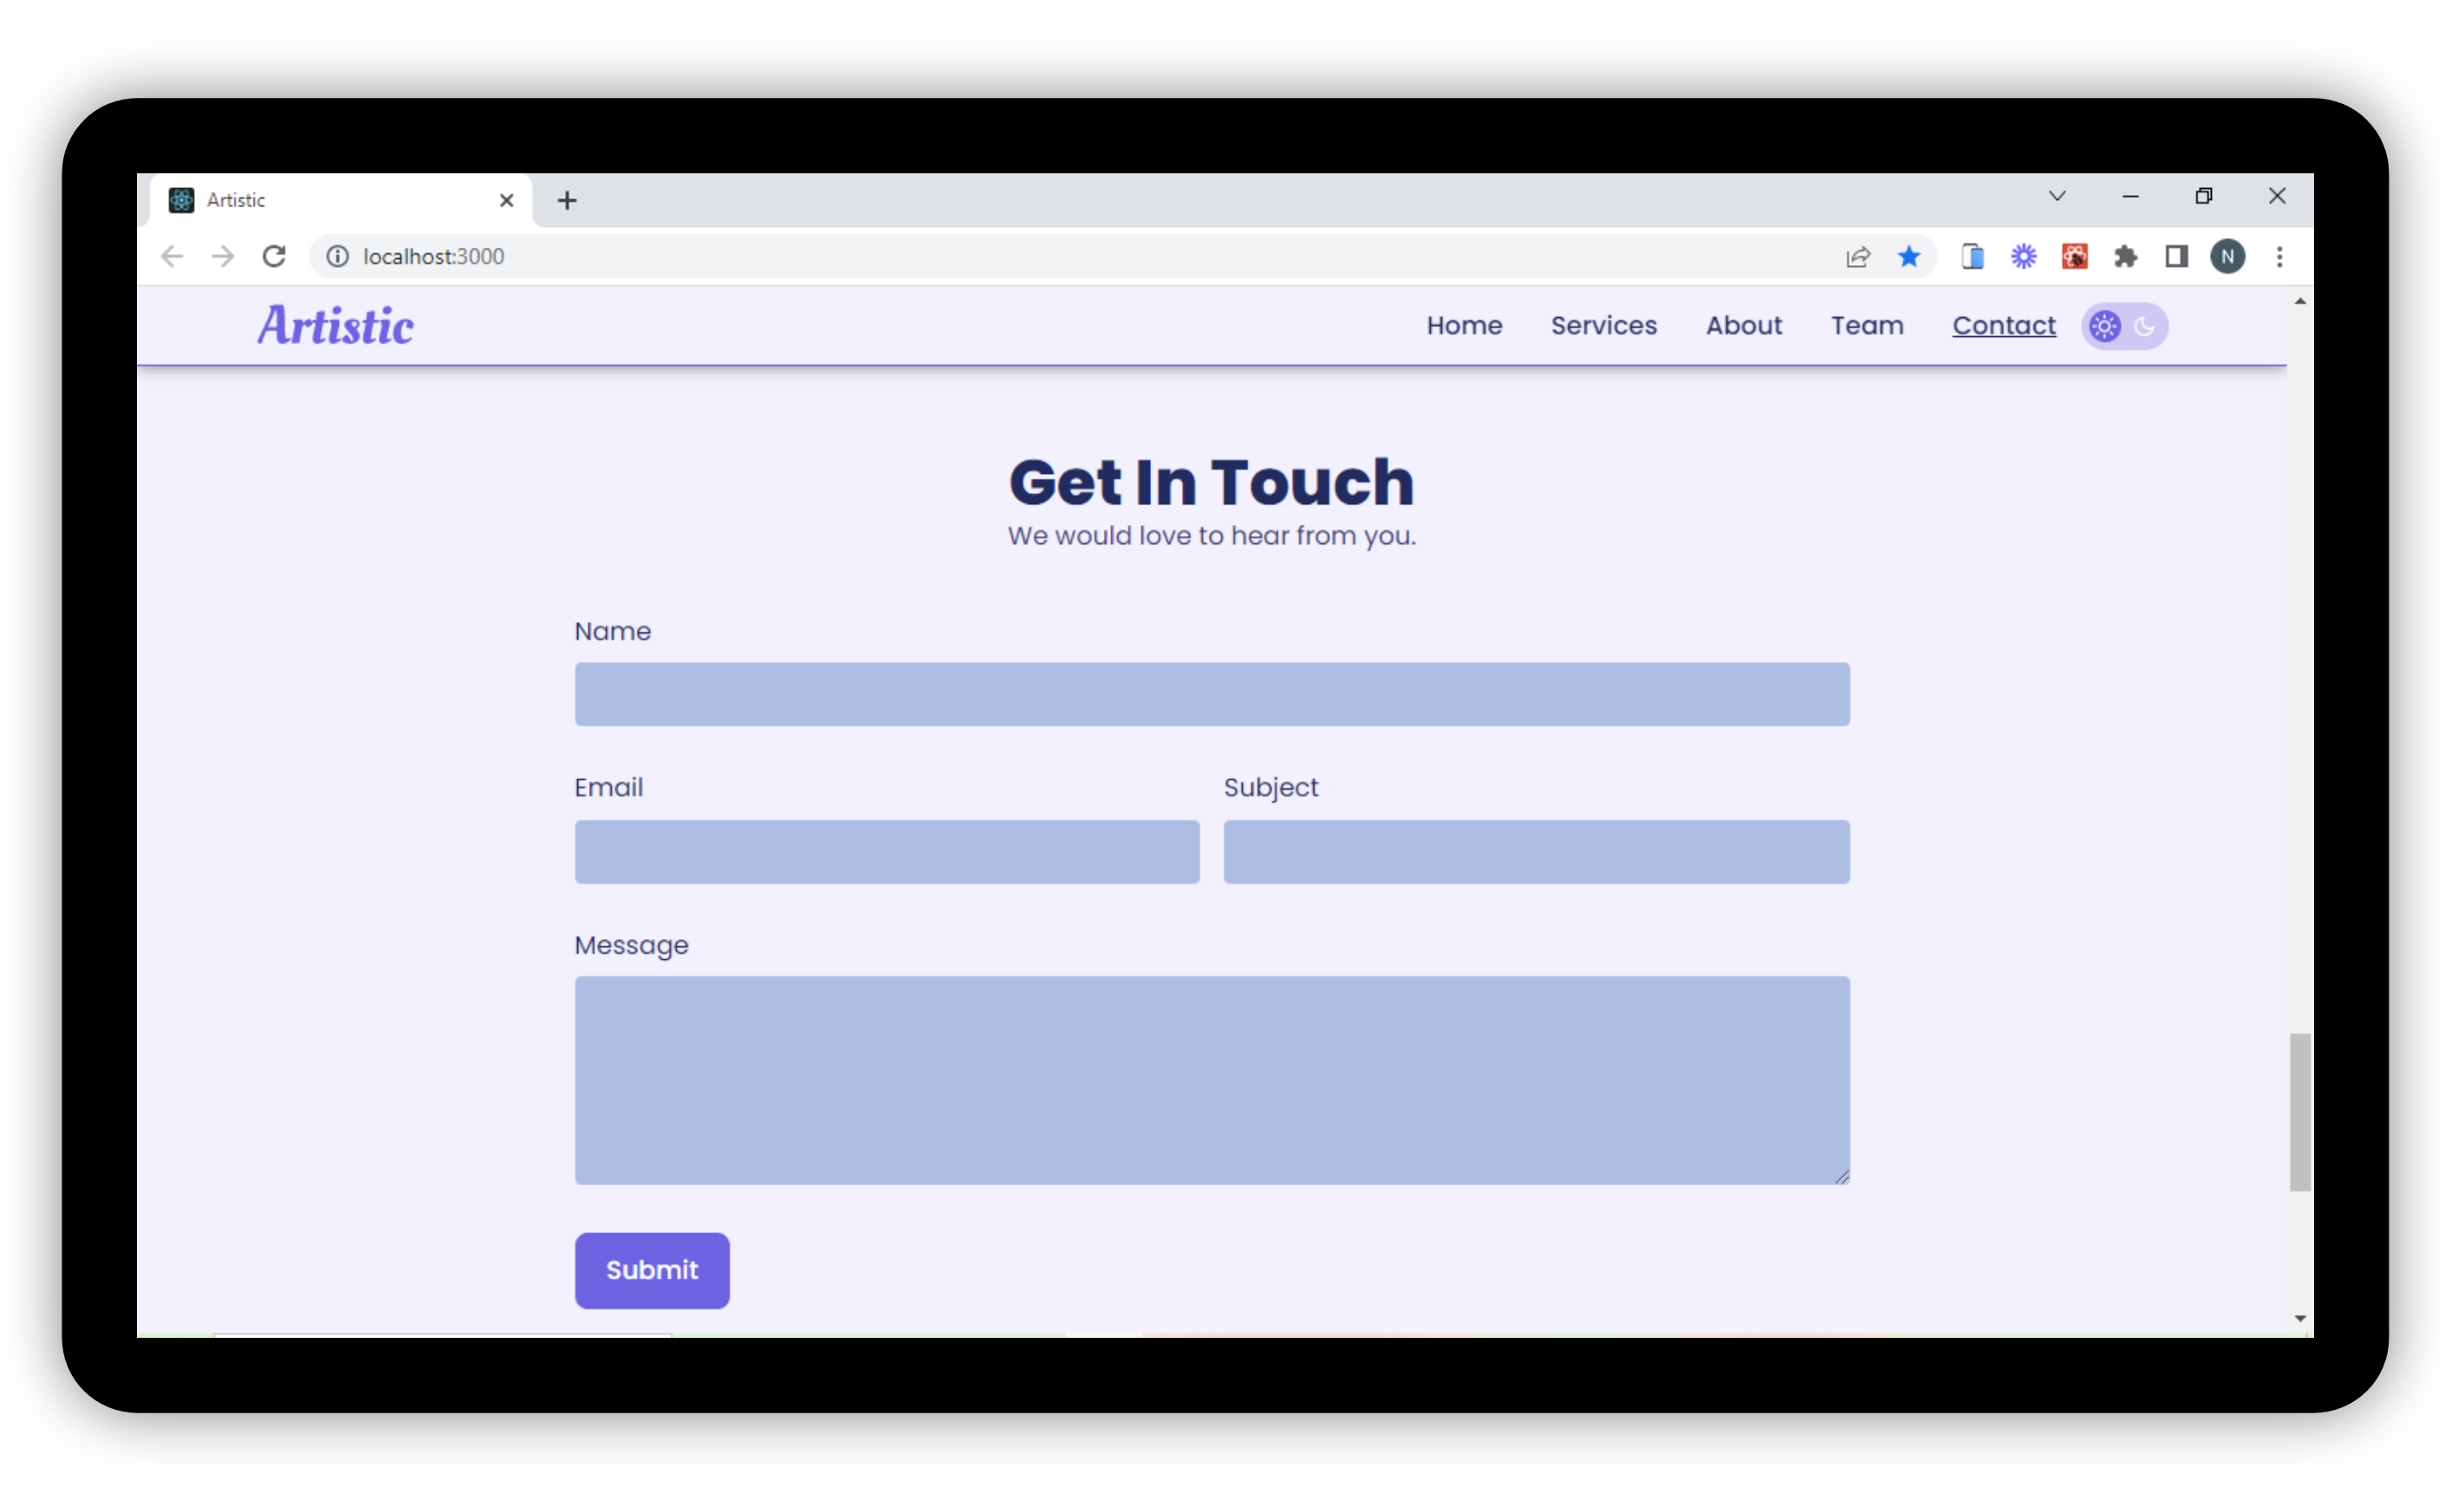 Artistic
localhost:3000
N
Artistic
Home Services About Team Contact
Get In Touch
We would love to hear from you.
Name
Email Subject
Message
Submit